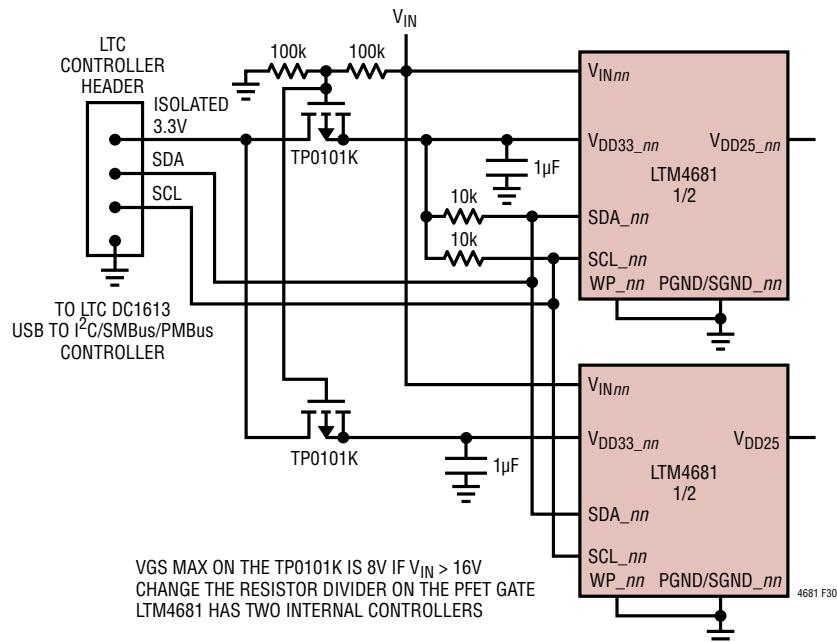 V_IN
LTC
CONTROLLER
HEADER
100k
100k
ISOLATED
3.3V
SDA
SCL
TP0101K
1µF
10k
10k
V_INnn
V_DD33_nn
V_DD25_nn
LTM4681
1/2
SDA_nn
SCL_nn
WP_nn
PGND/SGND_nn
TO LTC DC1613
USB TO I²C/SMBus/PMBus
CONTROLLER
TP0101K
1µF
V_INnn
V_DD33_nn
V_DD25
LTM4681
1/2
SDA_nn
SCL_nn
WP_nn
PGND/SGND_nn
VGS MAX ON THE TP0101K IS 8V IF V_IN > 16V
CHANGE THE RESISTOR DIVIDER ON THE PFET GATE
LTM4681 HAS TWO INTERNAL CONTROLLERS
4681 F30